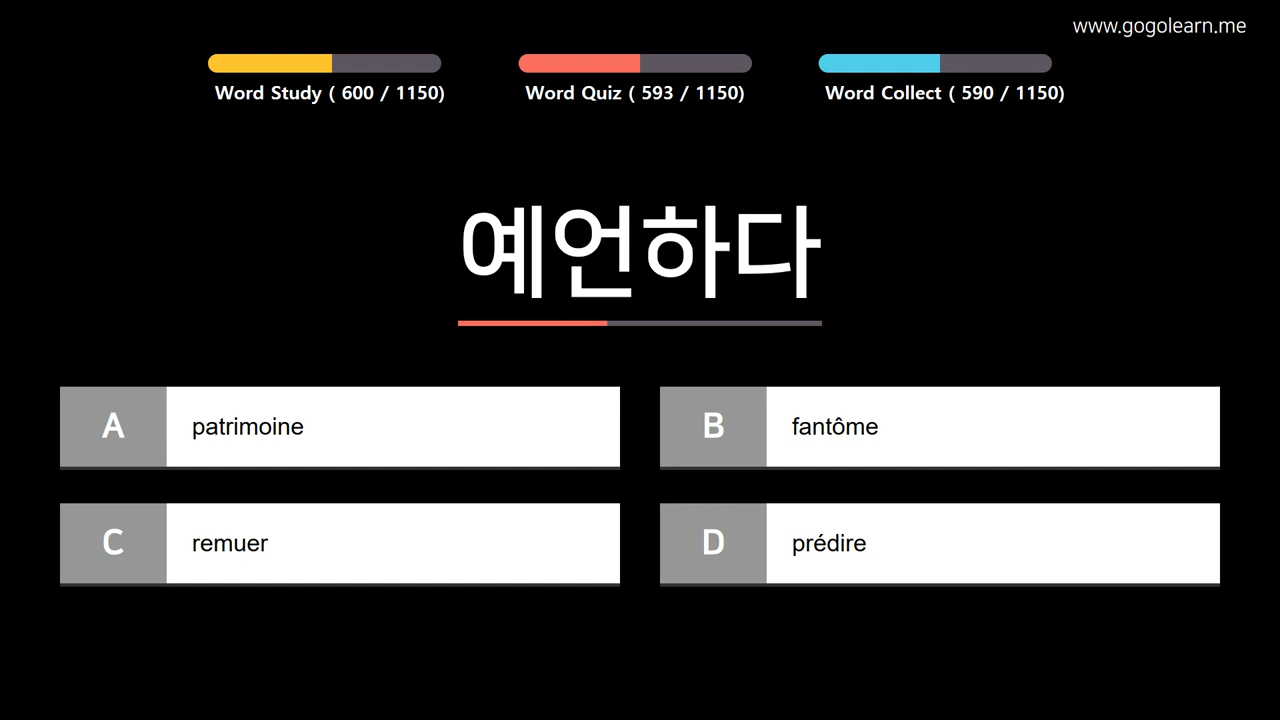 www.gogolearn.me
Word Study ( 600 / 1150)
Word Quiz ( 593 / 1150)
Word Collect ( 590 / 1150)
예언하다
A patrimoine
B fantôme
C remuer
D prédire